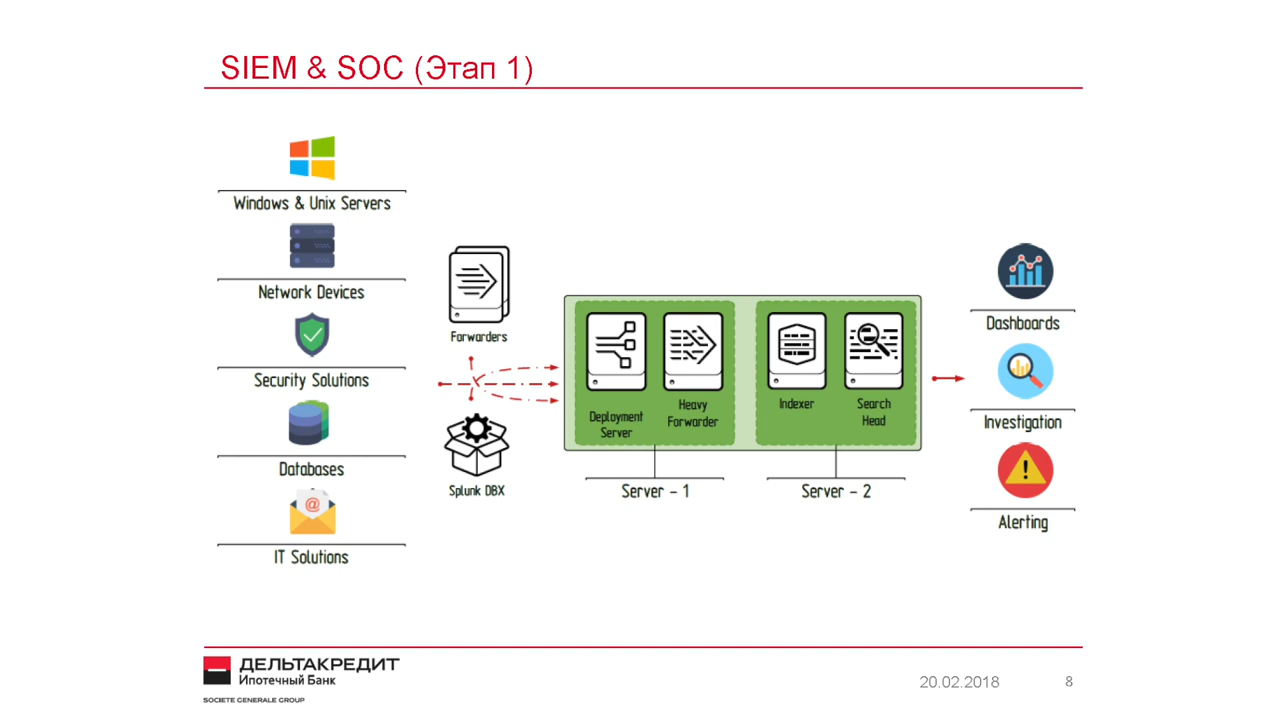 SIEM & SOC (Этап 1)
Windows & Unix Servers
Network Devices
Security Solutions
Databases
@
IT Solutions
Forwarders
Splunk DBX
Deployment
Server
Heavy
Forwarder
Indexer
Search
Head
Server - 1
Server - 2
Dashboards
Investigation
!
Alerting
ДЕЛЬТАКРЕДИТ
Ипотечный Банк
SOCIETE GENERALE GROUP
20.02.2018
8